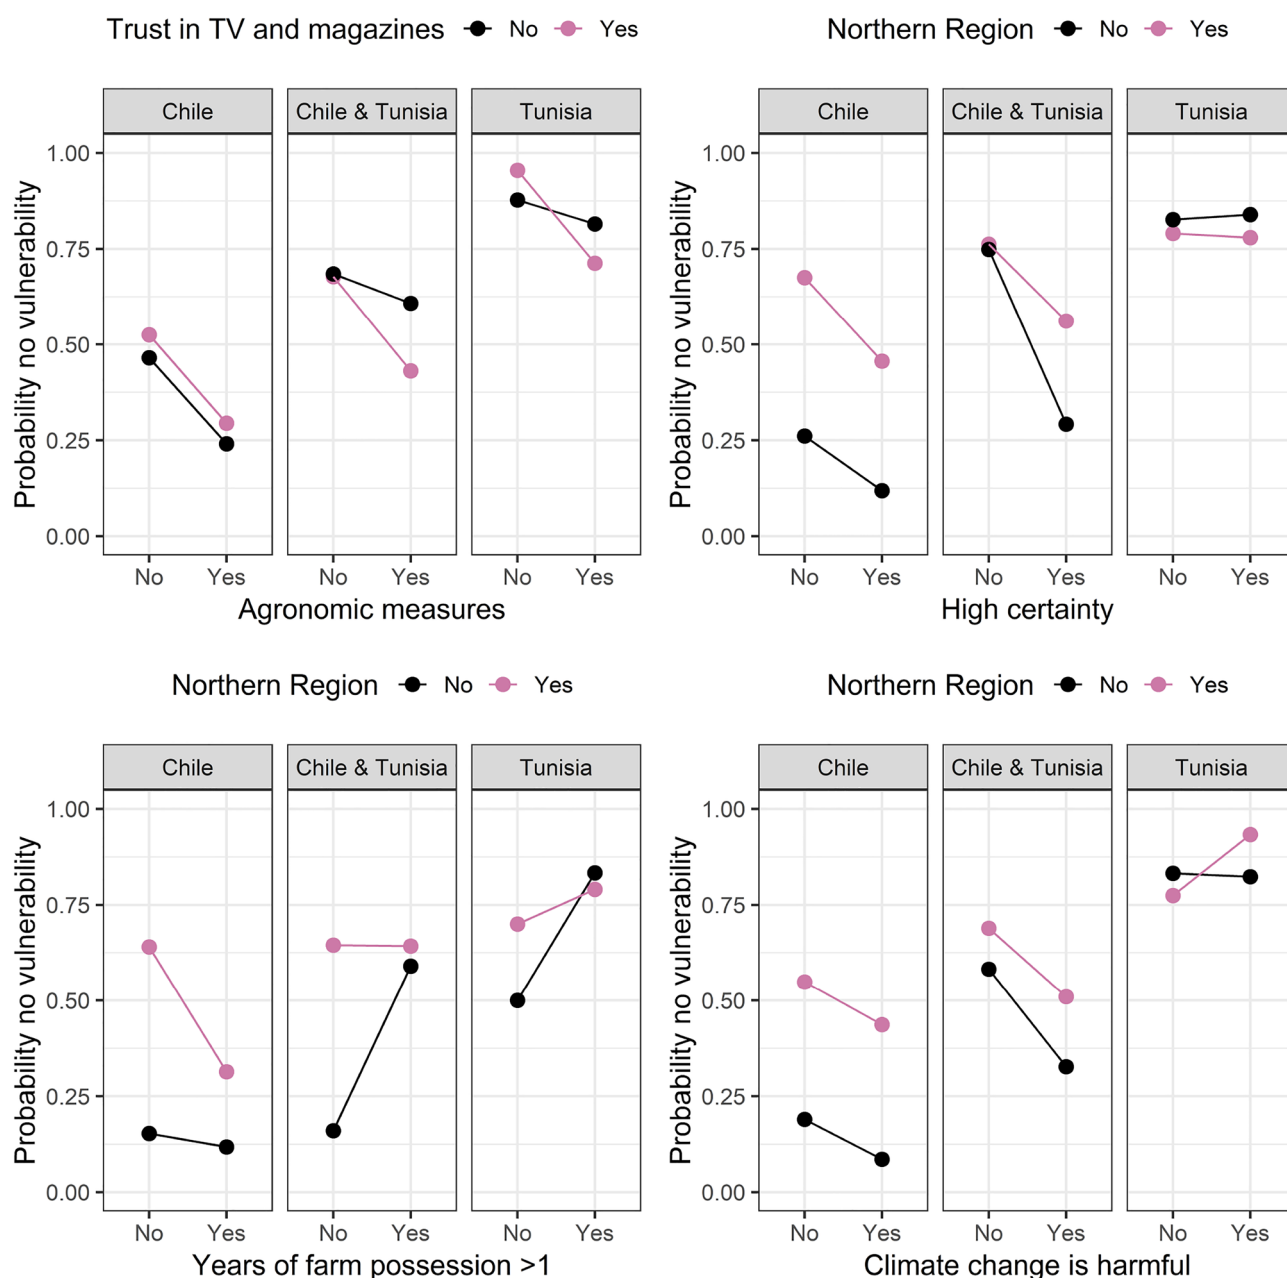 Trust in TV and magazines No Yes
Chile Chile & Tunisia Tunisia
Probability no vulnerability
1.00
0.75
0.50
0.25
0.00
No Yes No Yes No Yes
Agronomic measures
Northern Region No Yes
Chile Chile & Tunisia Tunisia
Probability no vulnerability
1.00
0.75
0.50
0.25
0.00
No Yes No Yes No Yes
High certainty
Northern Region No Yes
Chile Chile & Tunisia Tunisia
Probability no vulnerability
1.00
0.75
0.50
0.25
0.00
No Yes No Yes No Yes
Years of farm possession >1
Northern Region No Yes
Chile Chile & Tunisia Tunisia
Probability no vulnerability
1.00
0.75
0.50
0.25
0.00
No Yes No Yes No Yes
Climate change is harmful